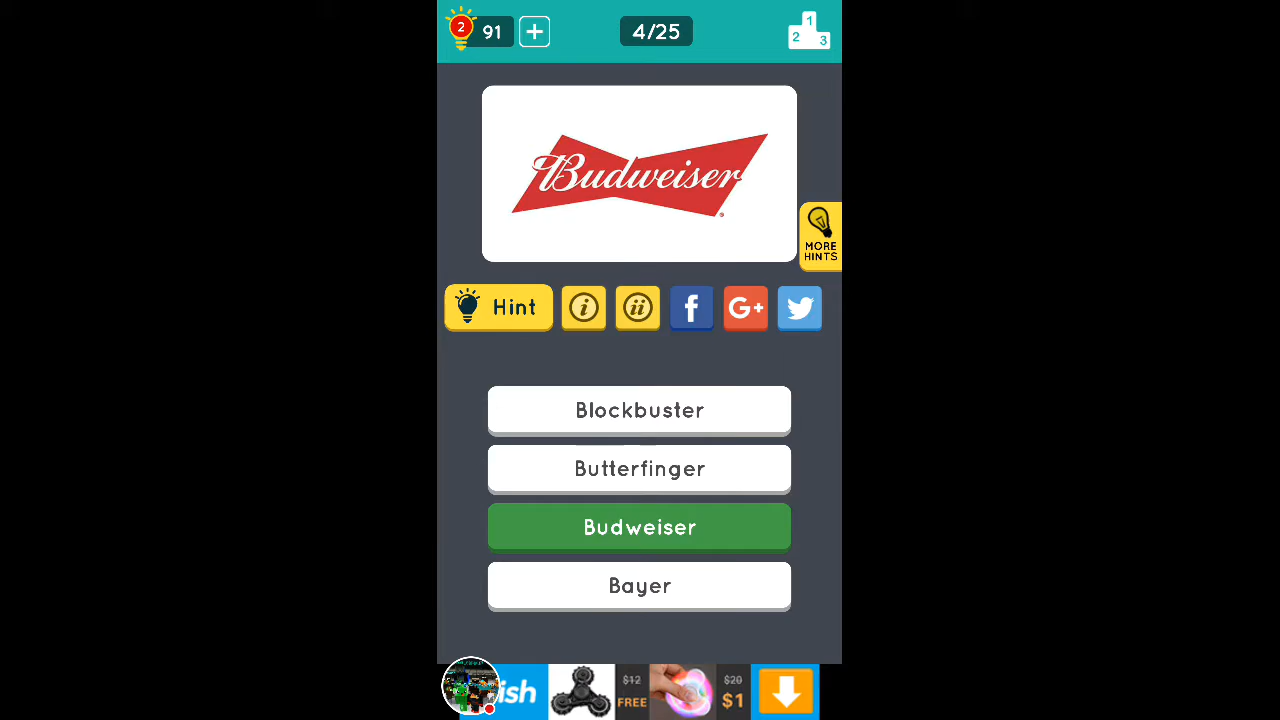 2
91
+
4/25
1
2
3
Budweiser
MORE
HINTS
Hint
i
ii
f
G+
Blockbuster
Butterfinger
Budweiser
Bayer
ish
$12
FREE
$20
$1